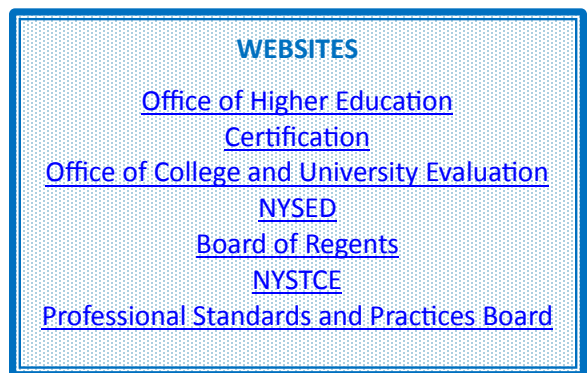 WEBSITES
Office of Higher Education
Certification
Office of College and University Evaluation
NYSED
Board of Regents
NYSTCE
Professional Standards and Practices Board